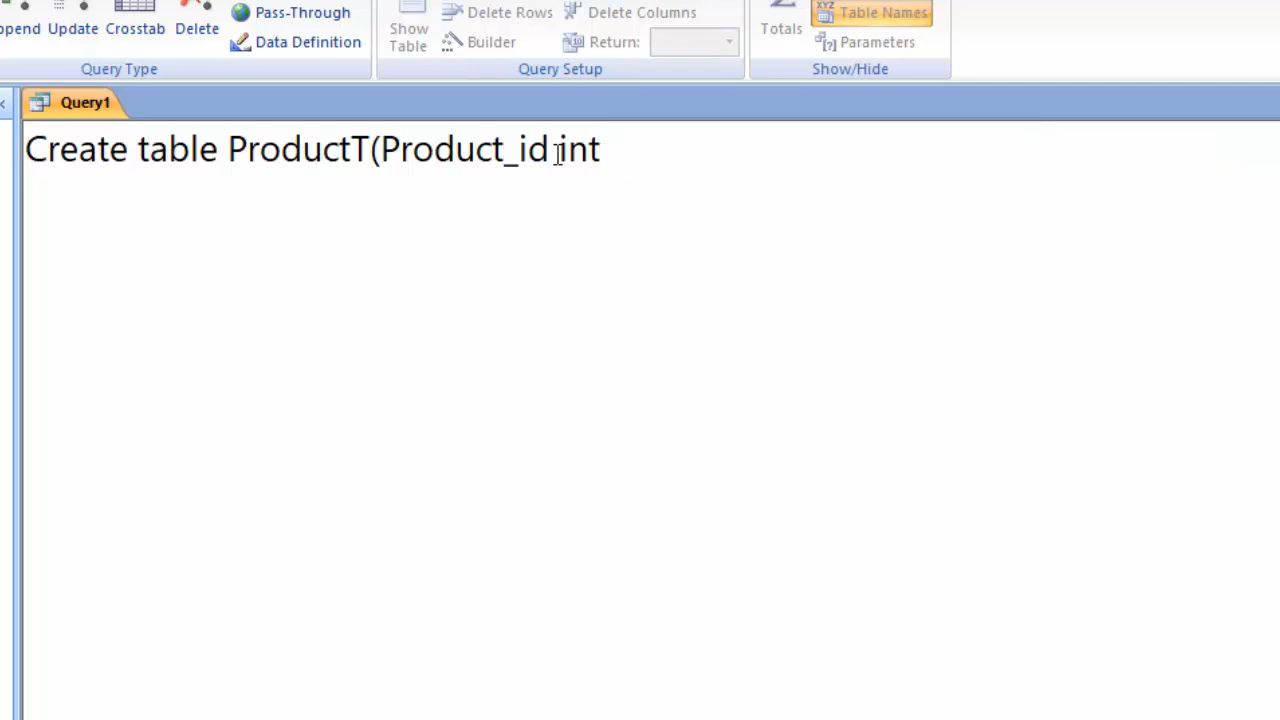 ppend Update Crosstab Delete
Pass-Through
Data Definition
Query Type
Show
Table
Delete Rows
Builder
Delete Columns
Return:
Query Setup
Totals
Table Names
Parameters
Show/Hide
Query1
Create table ProductT(Product_id int